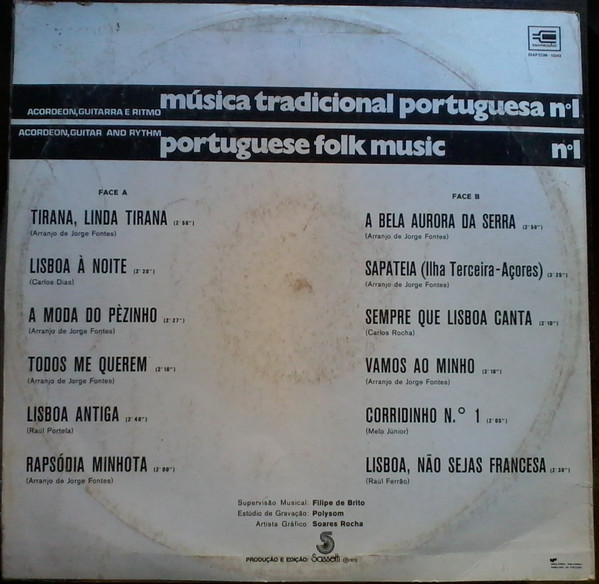 ACORDEON, GUITARRA E RITMO música tradicional portuguesa nº1
ACORDEON, GUITAR AND RYTHM portuguese folk music nº1
FACE A
TIRANA, LINDA TIRANA
(Arranjo de Jorge Fontes)
LISBOA À NOITE
(Carlos Dias)
A MODA DO PÈZINHO
(Arranjo de Jorge Fontes)
TODOS ME QUEREM
(Arranjo de Jorge Fontes)
LISBOA ANTIGA
(Raúl Portela)
RAPSÓDIA MINHOTA
(Arranjo de Jorge Fontes)
FACE B
A BELA AURORA DA SERRA
(Arranjo de Jorge Fontes)
SAPATEIA (Ilha Terceira-Açores)
(Arranjo de Jorge Fontes)
SEMPRE QUE LISBOA CANTA
(Carlos Rocha)
VAMOS AO MINHO
(Arranjo de Jorge Fontes)
CORRIDINHO N.º 1
(Melo Júnior)
LISBOA, NÃO SEJAS FRANCESA
(Raúl Ferrão)
Supervisão Musical: Filipe de Brito
Estúdio de Gravação: Polysom
Artista Gráfico: Soares Rocha
PRODUÇÃO E EDIÇÃO: Sassetti